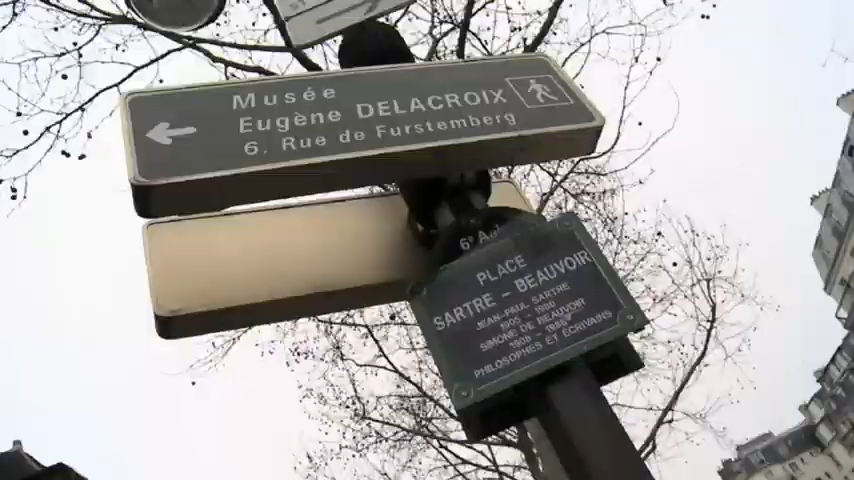 Musée
Eugène DELACROIX
6, Rue de Furstemberg
6e Arrt
PLACE
SARTRE - BEAUVOIR
JEAN-PAUL SARTRE
1905 - 1980
SIMONE DE BEAUVOIR
1908 - 1986
PHILOSOPHES ET ÉCRIVAINS